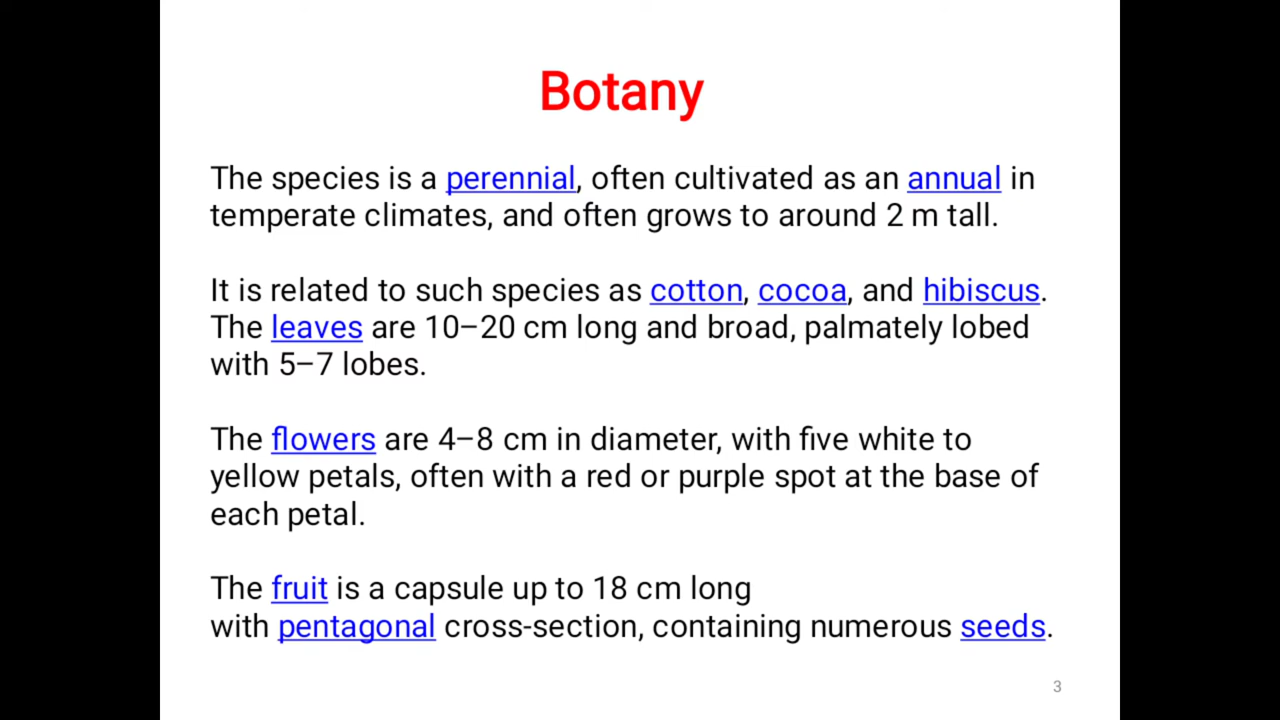 Botany
The species is a perennial, often cultivated as an annual in
temperate climates, and often grows to around 2 m tall.
It is related to such species as cotton, cocoa, and hibiscus.
The leaves are 10–20 cm long and broad, palmately lobed
with 5–7 lobes.
The flowers are 4–8 cm in diameter, with five white to
yellow petals, often with a red or purple spot at the base of
each petal.
The fruit is a capsule up to 18 cm long
with pentagonal cross-section, containing numerous seeds.
3